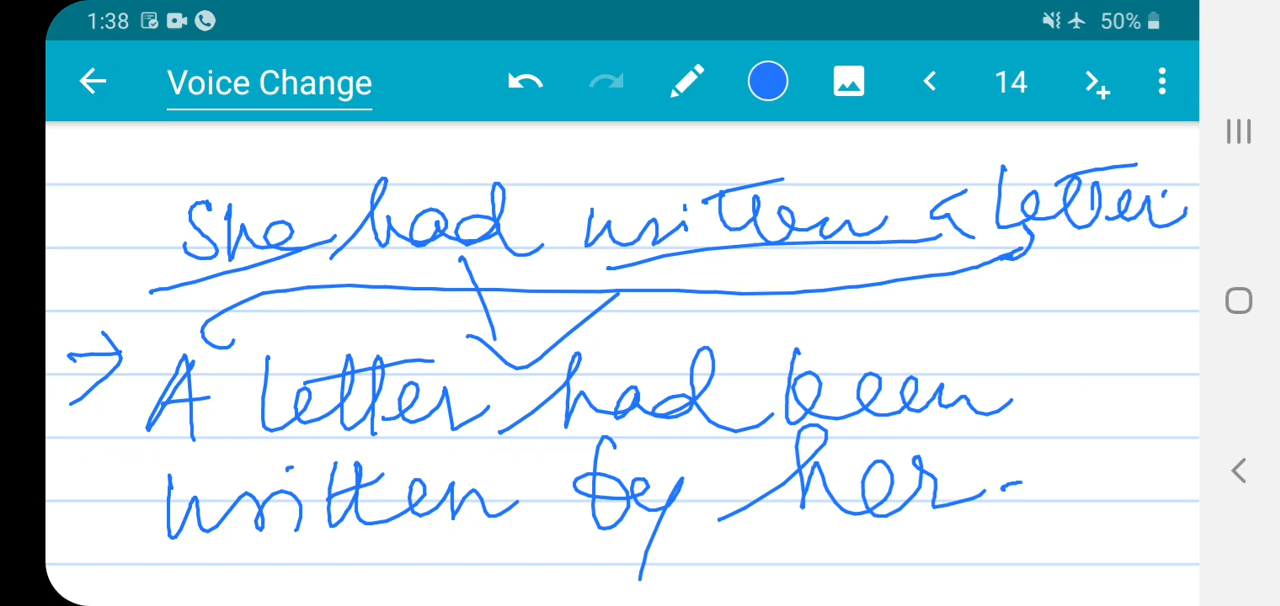 1:38 50%
Voice Change 14
She had written a letter.
→ A letter had been
written by her.